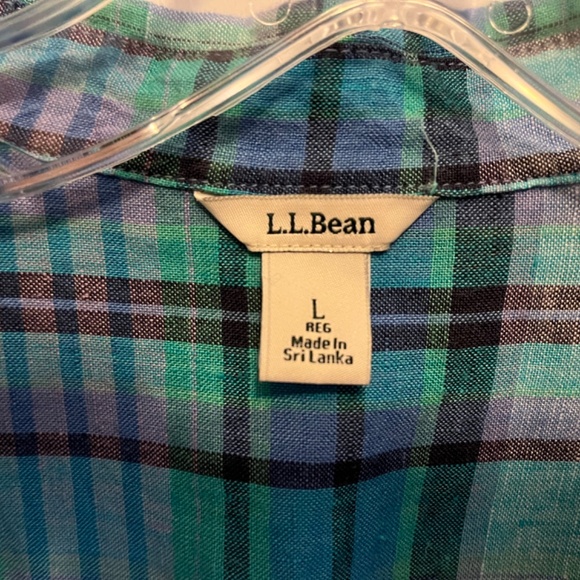 L.L.Bean
L
REG
Made In
Sri Lanka